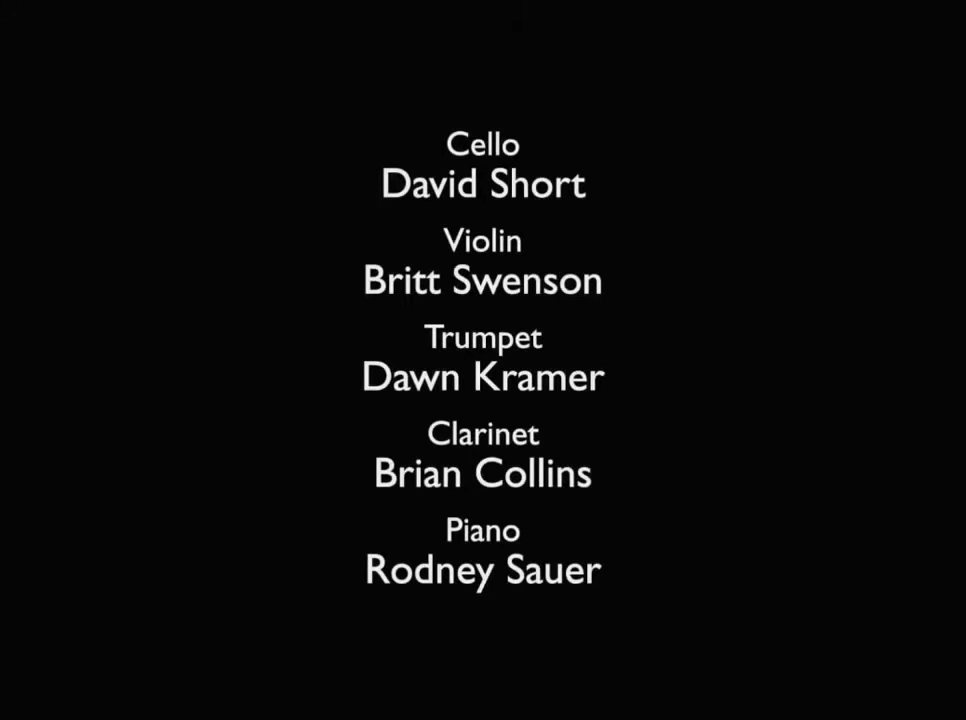 Cello
David Short
Violin
Britt Swenson
Trumpet
Dawn Kramer
Clarinet
Brian Collins
Piano
Rodney Sauer